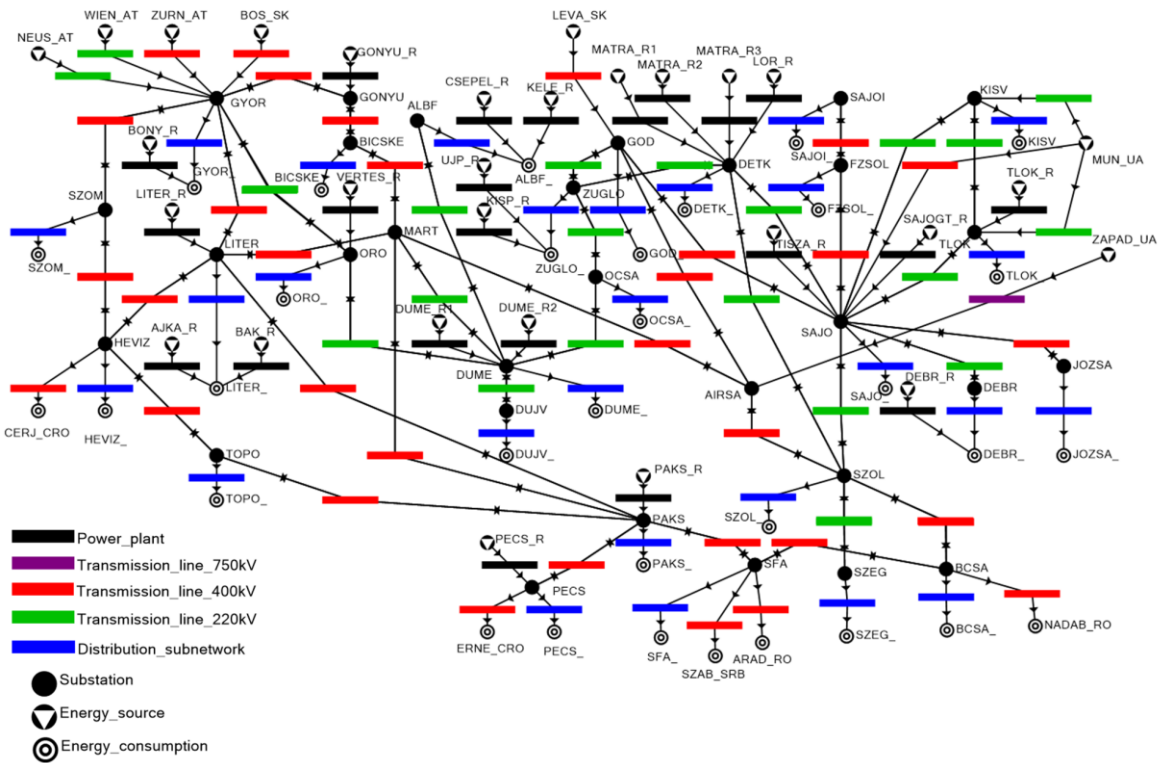 WIEN_AT
ZURN_AT
BOS_SK
LEVA_SK
NEUS_AT
GONYU_R
MATRA_R1
MATRA_R3
MATRA_R2
LOR_R
CSEPEL_R
KELE_R
GYOR
GONYU
ALBF
SAJOI
KISV
BONY_R
BICSKE
UJP_R
GOD
DETK
SAJOI_
FZSOL
KISV
MUN_UA
GYOR_
BICSKE_
VERTES_R
ALBF_
ZUGLO
TLOK_R
SZOM
LITER_R
KISP_R
DETK_
FZSOL_
SAJOGT_R
MART
TISZA_R
TLOK
ZAPAD_UA
LITER
ORO
GOD_
SZOM_
ZUGLO_
OCSA
TLOK
ORO_
DUME_R1
DUME_R2
OCSA_
SAJO
AJKA_R
BAK_R
HEVIZ
DUME
JOZSA
LITER_
AIRSA
SAJO_
DEBR_R
DEBR
DUJV
DUME_
CERJ_CRO
HEVIZ_
TOPO
DUJV_
DEBR_
JOZSA_
PAKS_R
SZOL
TOPO_
PAKS
SZOL_
Power_plant
PECS_R
Transmission_line_750kV
PAKS_
SFA
SZEG
BCSA
Transmission_line_400kV
PECS
Transmission_line_220kV
NADAB_RO
SZEG_
BCSA_
Distribution_subnetwork
ERNE_CRO
PECS_
SFA_
ARAD_RO
SZAB_SRB
Substation
Energy_source
Energy_consumption